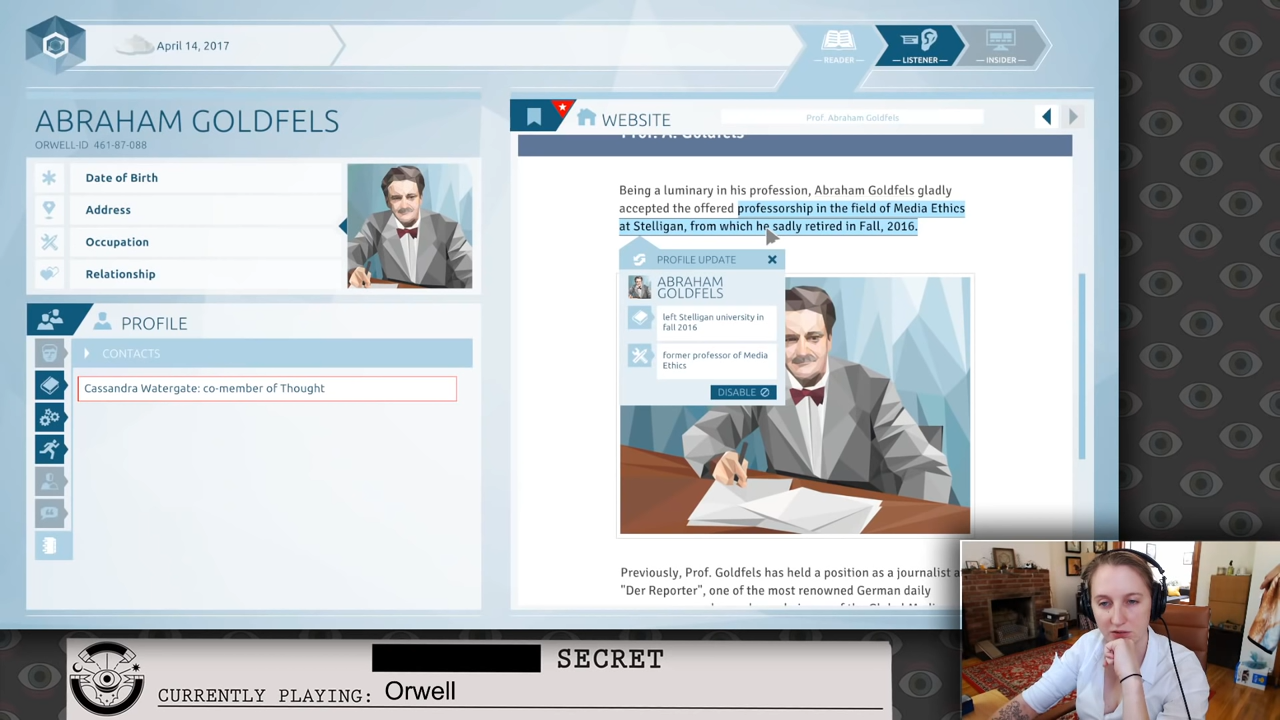 April 14, 2017
READER
LISTENER
INSIDER
ABRAHAM GOLDFELS
ORWELL-ID 461-87-088
Date of Birth
Address
Occupation
Relationship
PROFILE
CONTACTS
Cassandra Watergate: co-member of Thought
WEBSITE
Prof. Abraham Goldfels
Prof. A. Goldfels
Being a luminary in his profession, Abraham Goldfels gladly
accepted the offered professorship in the field of Media Ethics
at Stelligan, from which he sadly retired in Fall, 2016.
PROFILE UPDATE
ABRAHAM
GOLDFELS
left Stelligan university in
fall 2016
former professor of Media
Ethics
DISABLE
Previously, Prof. Goldfels has held a position as a journalist
"Der Reporter", one of the most renowned German daily
SECRET
CURRENTLY PLAYING: Orwell